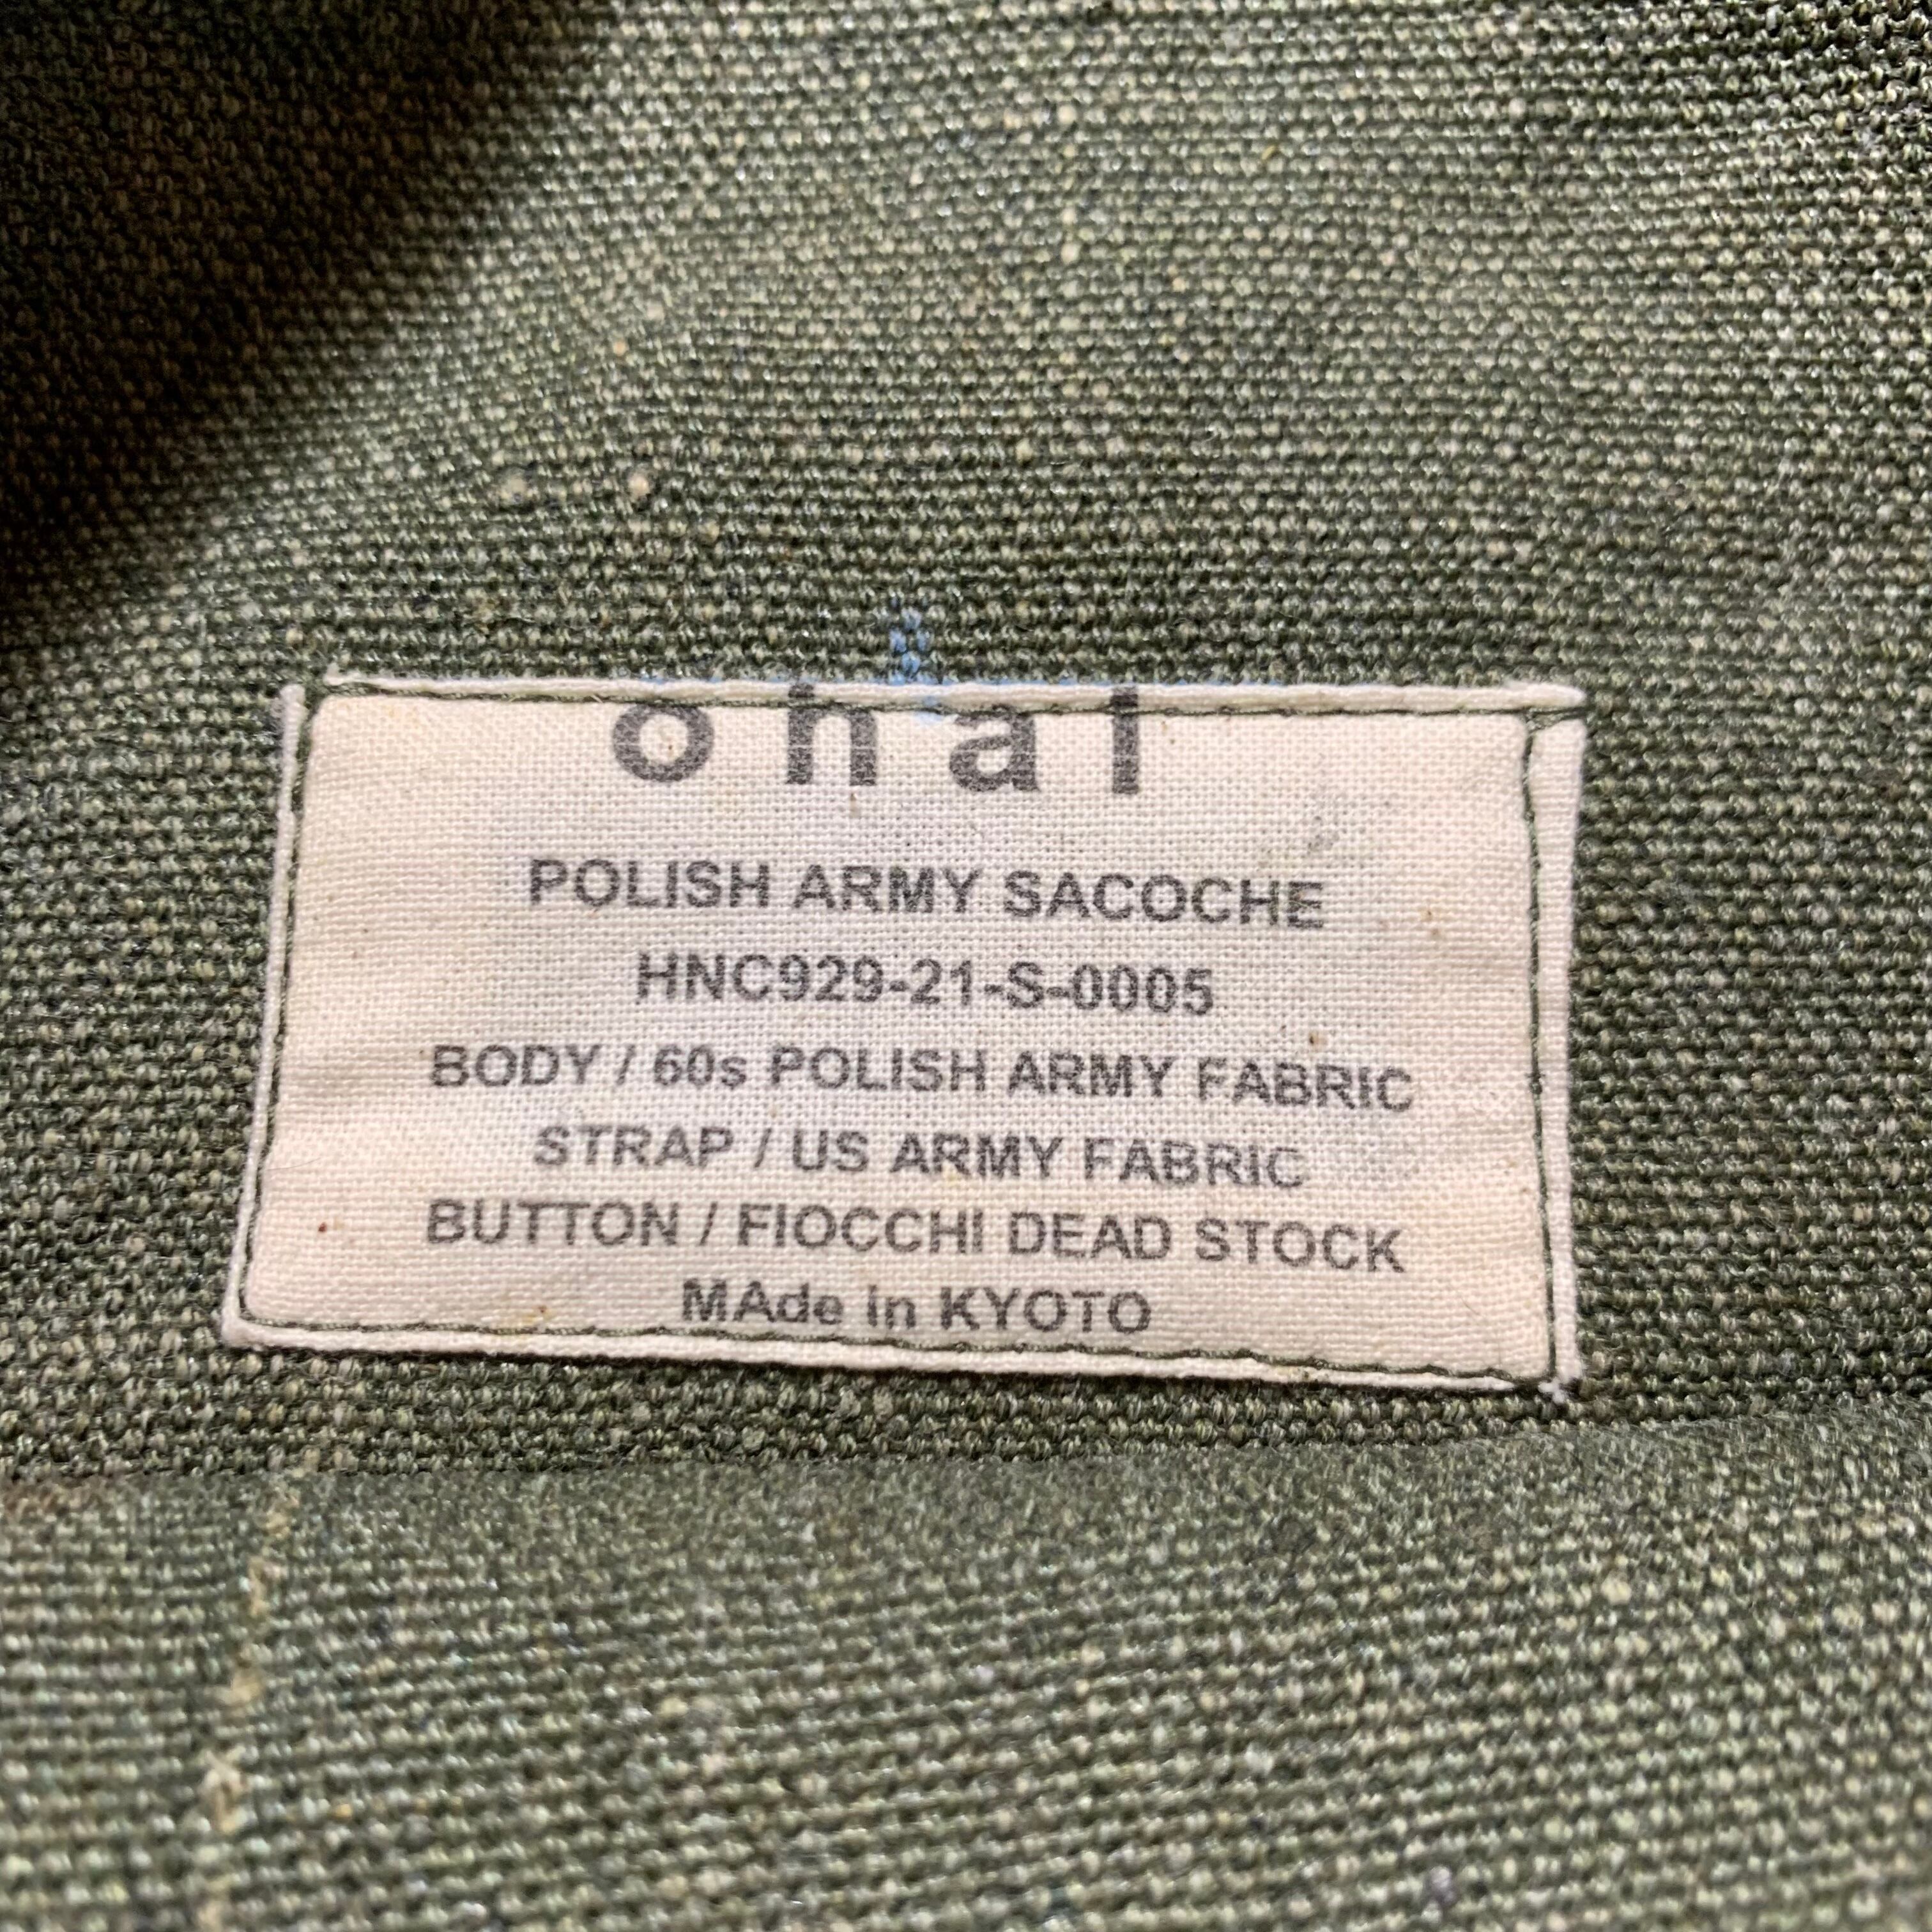 ohal
POLISH ARMY SACOCHE
HNC929-21-S-0005
BODY / 60s POLISH ARMY FABRIC
STRAP / US ARMY FABRIC
BUTTON / FIOCCHI DEAD STOCK
MAde in KYOTO